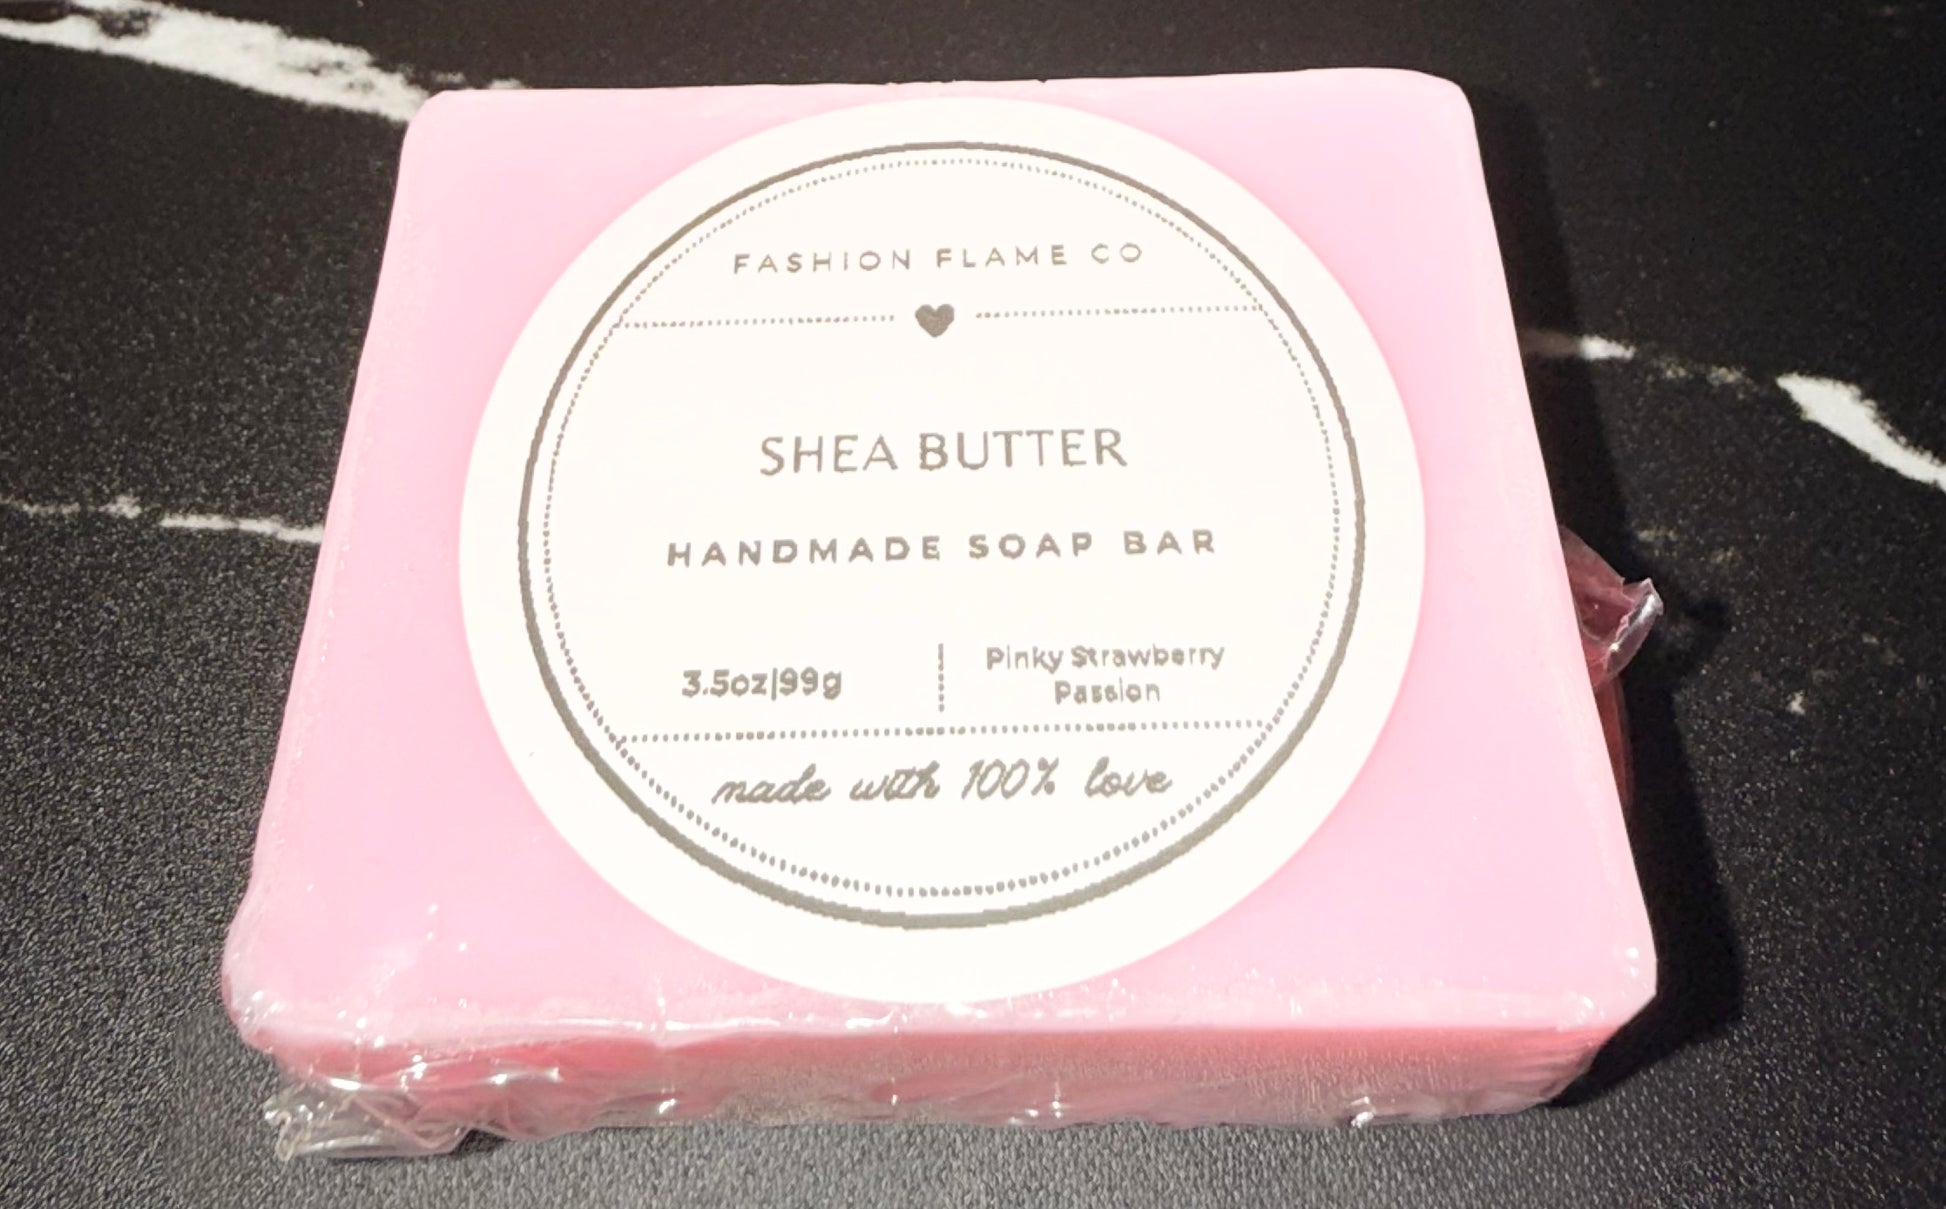 FASHION FLAME CO
SHEA BUTTER
HANDMADE SOAP BAR
3.5oz|99g
Pinky Strawberry
Passion
made with 100% love